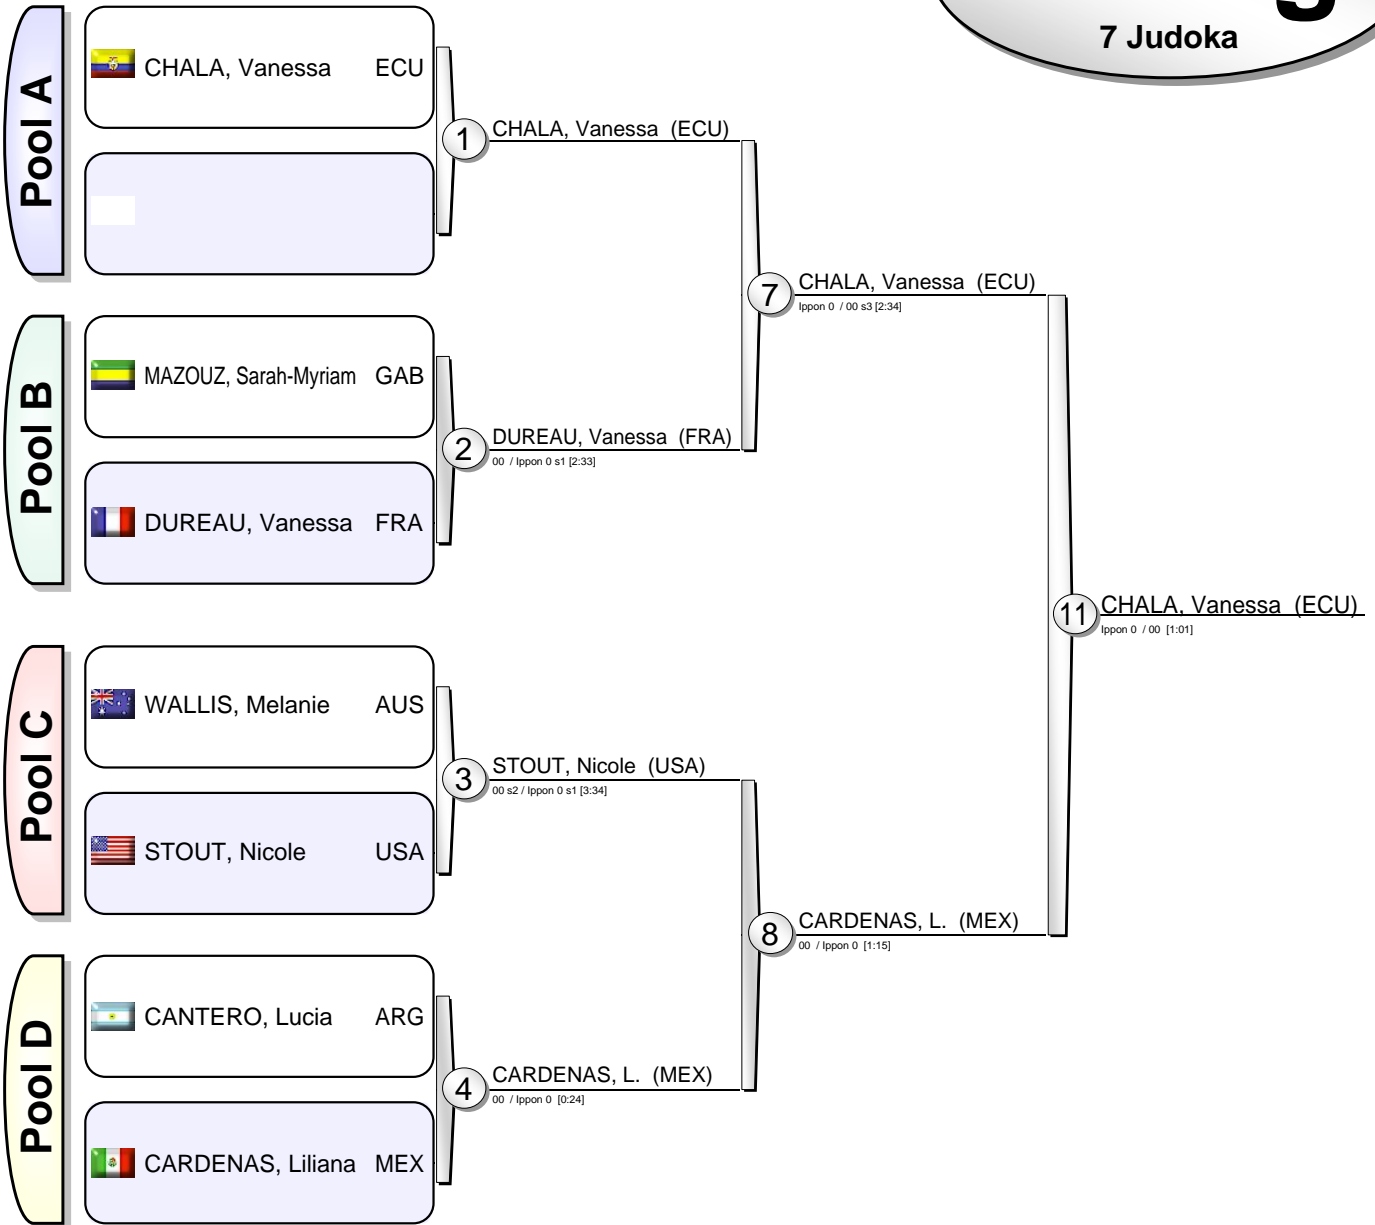 7 Judoka
Pool A
CHALA, Vanessa ECU
1 CHALA, Vanessa (ECU)
7 CHALA, Vanessa (ECU)
Ippon 0 / 00 s3 [2:34]
Pool B
MAZOUZ, Sarah-Myriam GAB
2 DUREAU, Vanessa (FRA)
00 / Ippon 0 s1 [2:33]
DUREAU, Vanessa FRA
11 CHALA, Vanessa (ECU)
Ippon 0 / 00 [1:01]
Pool C
WALLIS, Melanie AUS
3 STOUT, Nicole (USA)
00 s2 / Ippon 0 s1 [3:34]
STOUT, Nicole USA
8 CARDENAS, L. (MEX)
00 / Ippon 0 [1:15]
Pool D
CANTERO, Lucia ARG
4 CARDENAS, L. (MEX)
00 / Ippon 0 [0:24]
CARDENAS, Liliana MEX